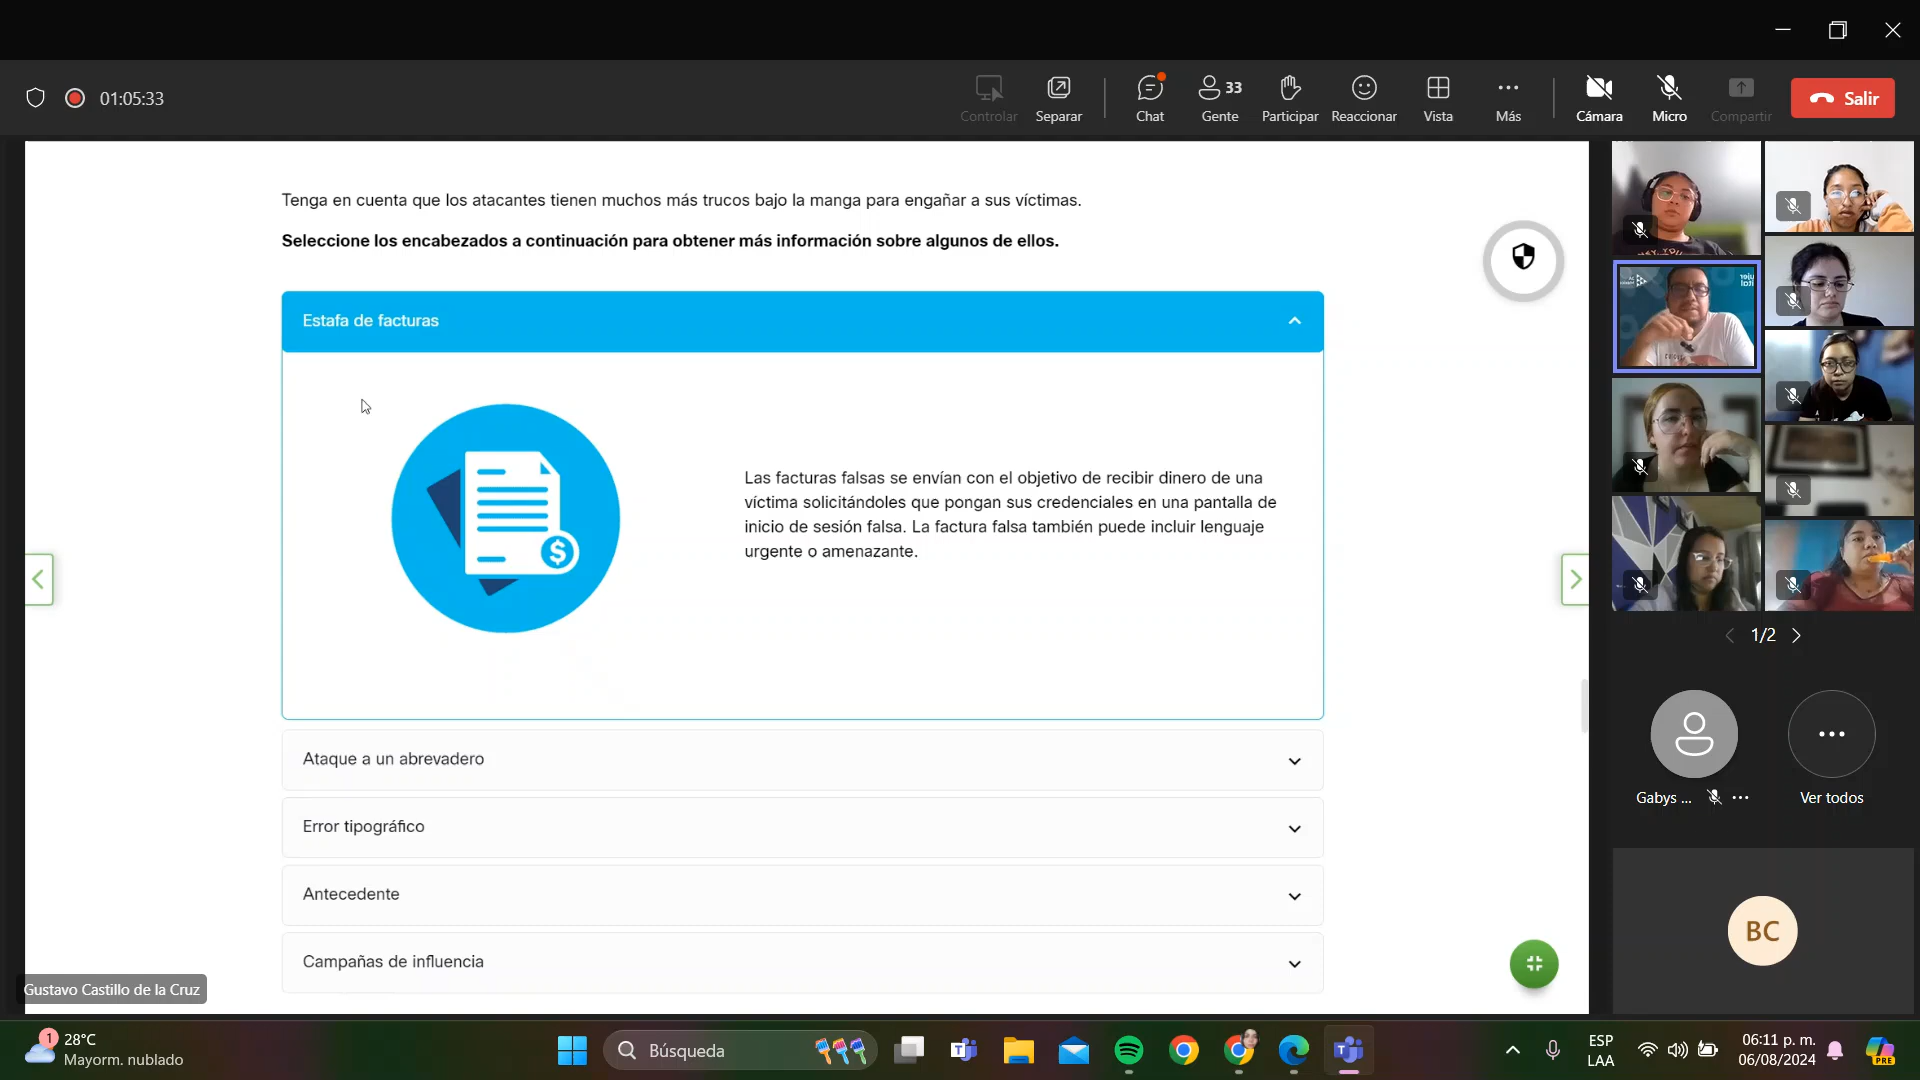 01:05:33
Controlar
Separar
Chat
33
Gente
Participar
Reaccionar
Vista
Más
Cámara
Micro
Compartir
Salir
Tenga en cuenta que los atacantes tienen muchos más trucos bajo la manga para engañar a sus víctimas.
Seleccione los encabezados a continuación para obtener más información sobre algunos de ellos.
Estafa de facturas
$
Las facturas falsas se envían con el objetivo de recibir dinero de una
víctima solicitándoles que pongan sus credenciales en una pantalla de
inicio de sesión falsa. La factura falsa también puede incluir lenguaje
urgente o amenazante.
Ataque a un abrevadero
Error tipográfico
Antecedente
Campañas de influencia
Gustavo Castillo de la Cruz
1/2
Gabys ...
Ver todos
BC
1
28°C
Mayorm. nublado
Búsqueda
ESP
LAA
06:11 p. m.
06/08/2024
PRE